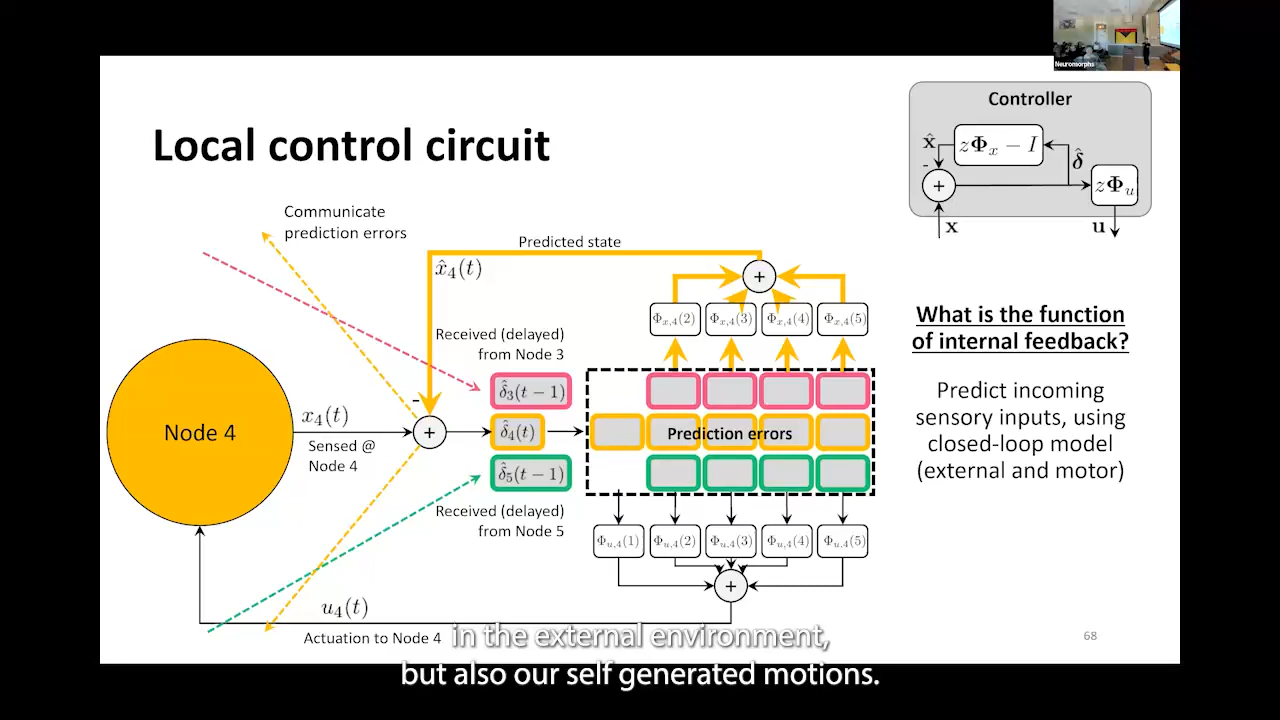 Neuromorphs
Local control circuit
Controller
x̂
zΦₓ − I
δ̂
-
+
zΦᵤ
x
u
Communicate
prediction errors
Predicted state
x̂₄(t)
+
Φₓ,₄(2) Φₓ,₄(3) Φₓ,₄(4) Φₓ,₄(5)
Received (delayed)
from Node 3
-
δ̂₃(t − 1)
Node 4
x₄(t)
Sensed @
Node 4
+
δ̂₄(t)
Prediction errors
δ̂₅(t − 1)
Received (delayed)
from Node 5
Φᵤ,₄(1) Φᵤ,₄(2) Φᵤ,₄(3) Φᵤ,₄(4) Φᵤ,₄(5)
+
u₄(t)
Actuation to Node 4
What is the function
of internal feedback?
Predict incoming
sensory inputs, using
closed-loop model
(external and motor)
68
in the external environment,
but also our self generated motions.